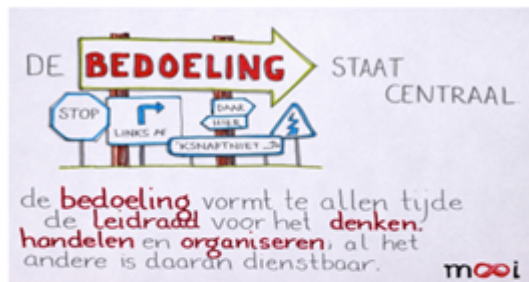 DE BEDOELING STAAT
CENTRAAL
STOP
LINKS AF
DAAR
HIER
'KSNAPTNIET
de bedoeling vormt te allen tijde
de leidraad voor het denken,
handelen en organiseren, al het
andere is daaran dienstbaar.
mooi